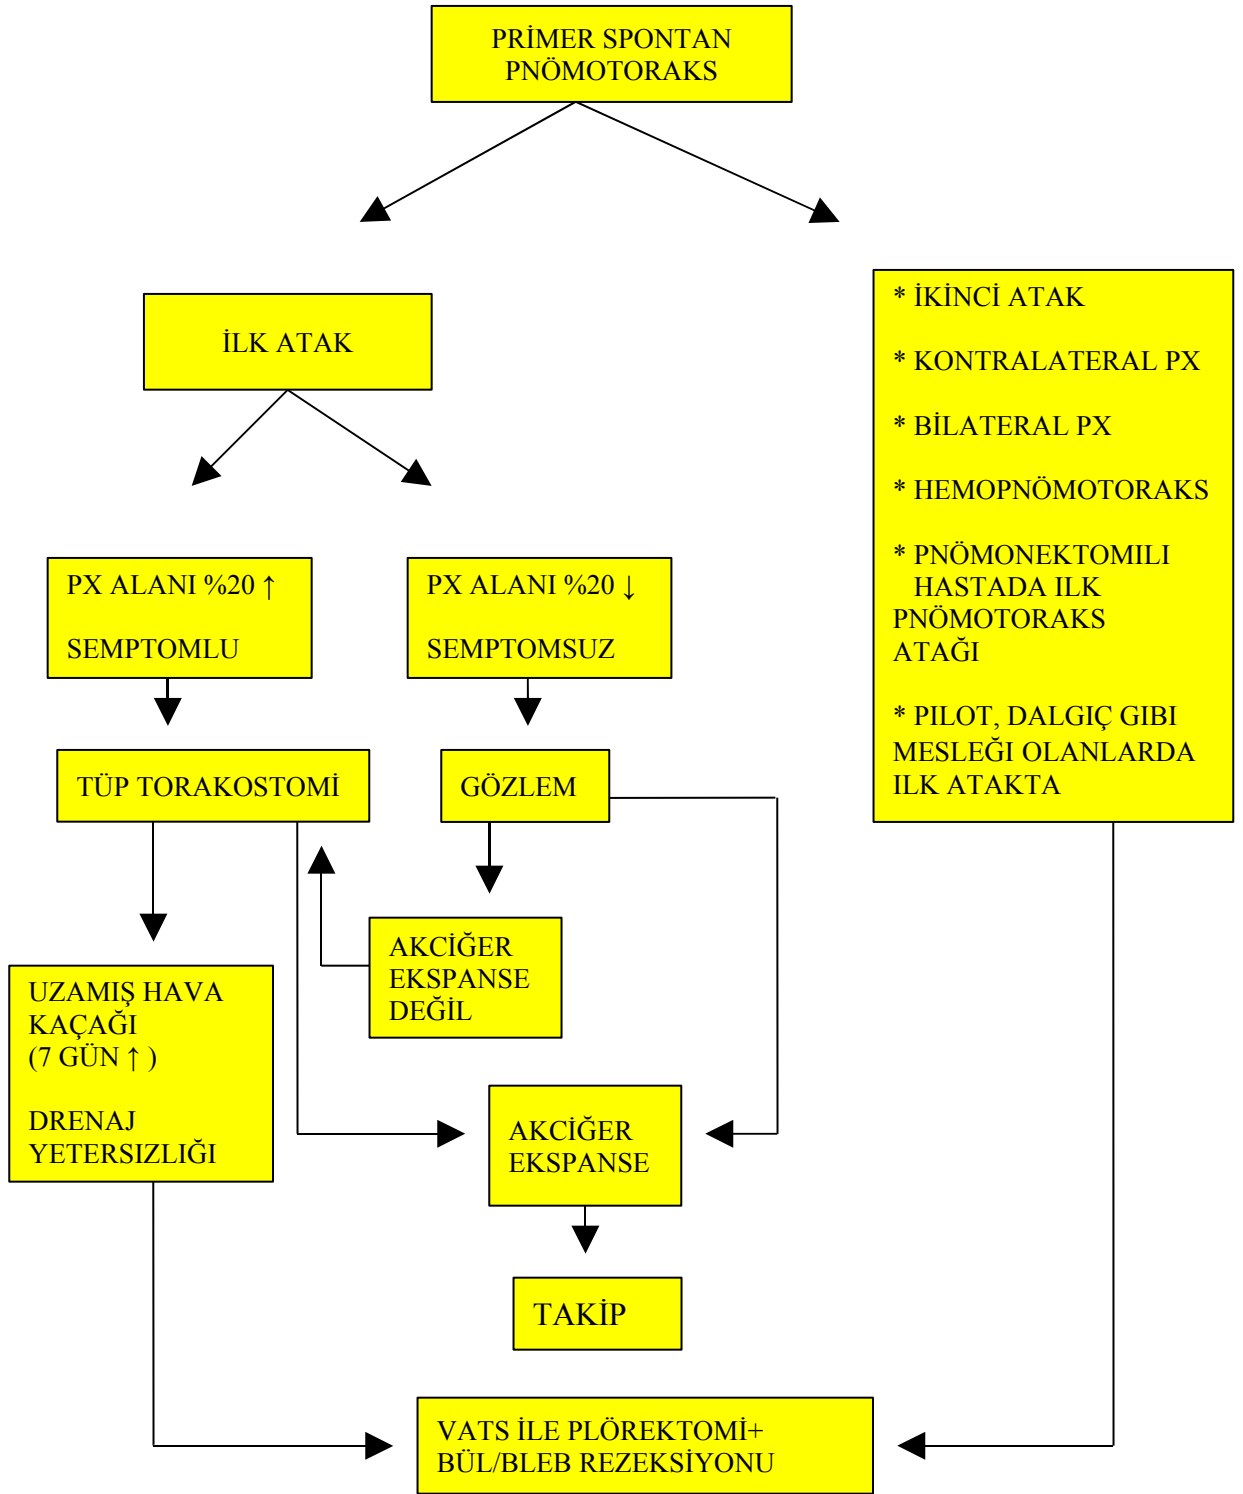 PRİMER SPONTAN
PNÖMOTORAKS
İLK ATAK
* İKİNCİ ATAK
* KONTRALATERAL PX
* BİLATERAL PX
* HEMOPNÖMOTORAKS
* PNÖMONEKTOMILI
HASTADA ILK
PNÖMOTORAKS
ATAĞI
* PILOT, DALGIÇ GIBI
MESLEĞI OLANLARDA
ILK ATAKTA
PX ALANI %20 ↑
SEMPTOMLU
PX ALANI %20 ↓
SEMPTOMSUZ
TÜP TORAKOSTOMİ
GÖZLEM
AKCİĞER
EKSPANSE
DEĞİL
UZAMIŞ HAVA
KAÇAĞI
(7 GÜN ↑ )
DRENAJ
YETERSIZLIĞI
AKCİĞER
EKSPANSE
TAKİP
VATS İLE PLÖREKTOMİ+
BÜL/BLEB REZEKSİYONU